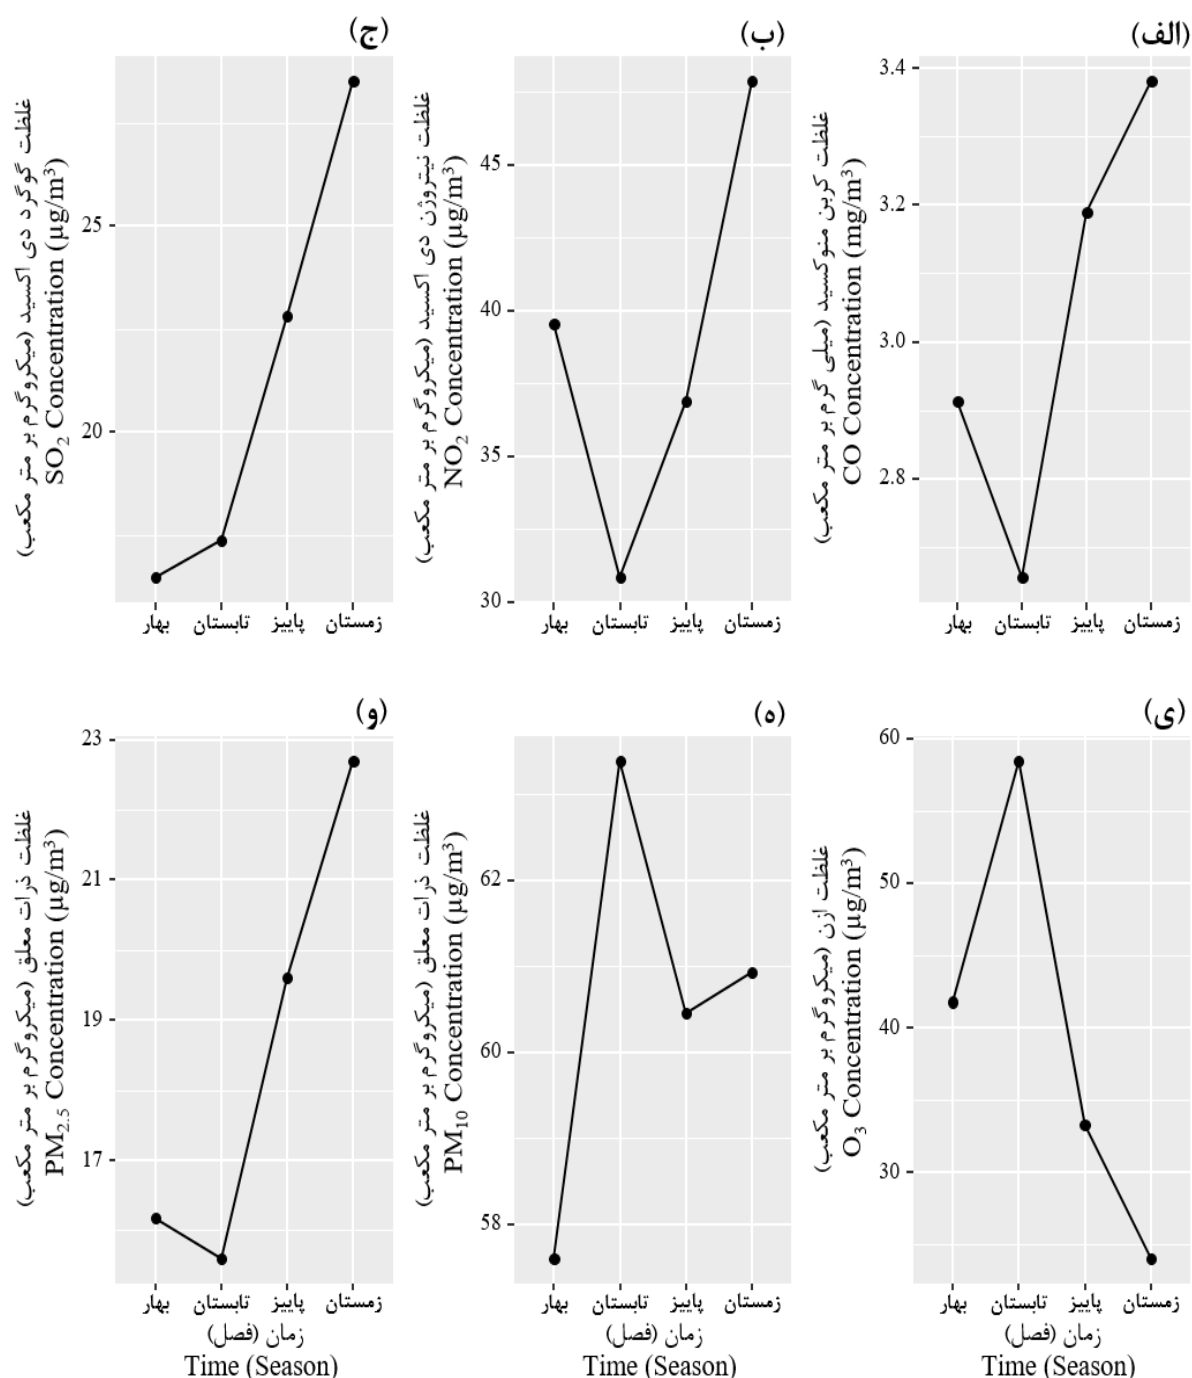 (الف)
غلظت کربن منوکسید (میلی گرم بر متر مکعب)
CO Concentration (mg/m³)
3.4
3.2
3.0
2.8
بهار
تابستان
پاییز
زمستان
(ب)
غلظت نیتروژن دی اکسید (میکروگرم بر متر مکعب)
NO₂ Concentration (µg/m³)
45
40
35
30
بهار
تابستان
پاییز
زمستان
(ج)
غلظت گوگرد دی اکسید (میکروگرم بر متر مکعب)
SO₂ Concentration (µg/m³)
25
20
بهار
تابستان
پاییز
زمستان
(ی)
غلظت ازن (میکروگرم بر متر مکعب)
O₃ Concentration (µg/m³)
60
50
40
30
بهار
تابستان
پاییز
زمستان
زمان (فصل)
Time (Season)
(ه)
غلظت ذرات معلق (میکروگرم بر متر مکعب)
PM₁₀ Concentration (µg/m³)
62
60
58
بهار
تابستان
پاییز
زمستان
زمان (فصل)
Time (Season)
(و)
غلظت ذرات معلق (میکروگرم بر متر مکعب)
PM₂.₅ Concentration (µg/m³)
23
21
19
17
بهار
تابستان
پاییز
زمستان
زمان (فصل)
Time (Season)